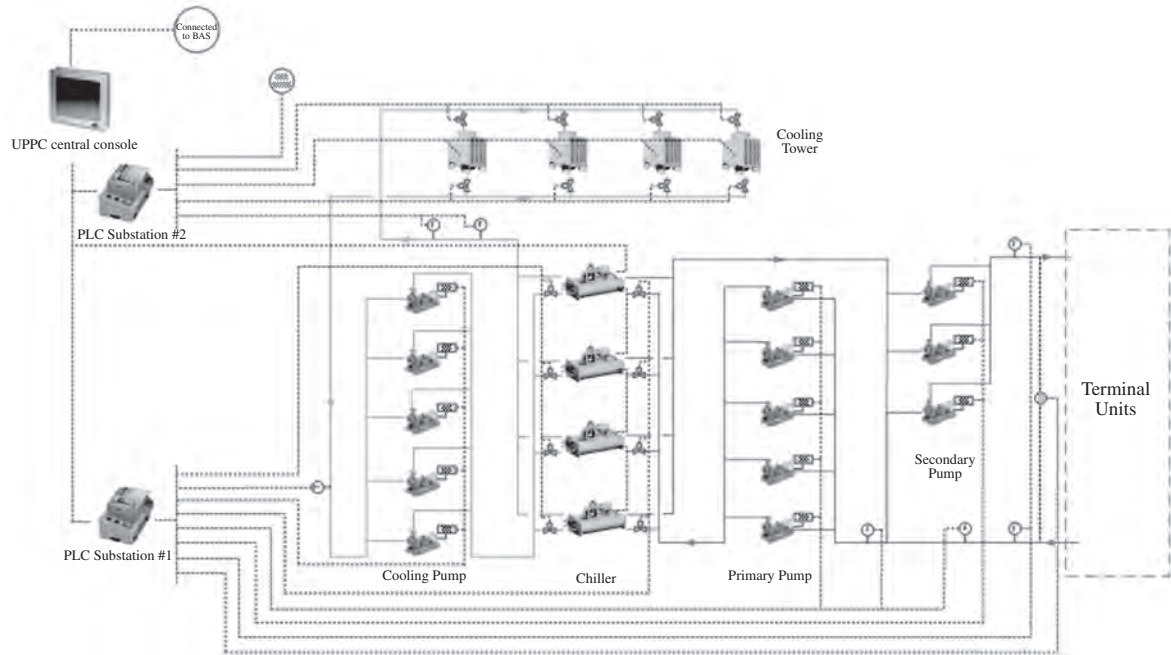 Connected
to BAS
UPPC central console
Cooling
Tower
PLC Substation #2
Terminal
Units
Secondary
Pump
PLC Substation #1
Cooling Pump
Chiller
Primary Pump